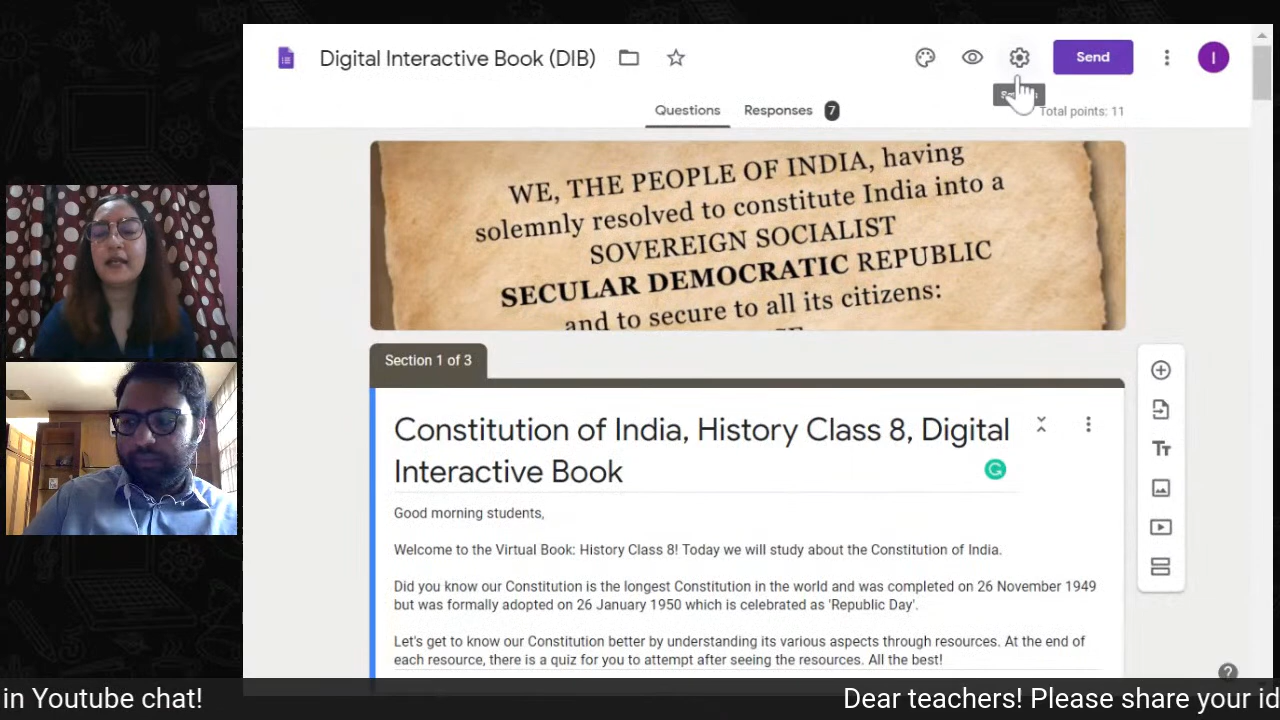 Digital Interactive Book (DIB)
Send
I
Questions
Responses 7
Total points: 11
WE, THE PEOPLE OF INDIA, having
solemnly resolved to constitute India into a
SOVEREIGN SOCIALIST
SECULAR DEMOCRATIC REPUBLIC
and to secure to all its citizens:
Section 1 of 3
Constitution of India, History Class 8, Digital
Interactive Book
Good morning students,
Welcome to the Virtual Book: History Class 8! Today we will study about the Constitution of India.
Did you know our Constitution is the longest Constitution in the world and was completed on 26 November 1949
but was formally adopted on 26 January 1950 which is celebrated as 'Republic Day'.
Let's get to know our Constitution better by understanding its various aspects through resources. At the end of
each resource, there is a quiz for you to attempt after seeing the resources. All the best!
in Youtube chat!
Dear teachers! Please share your id